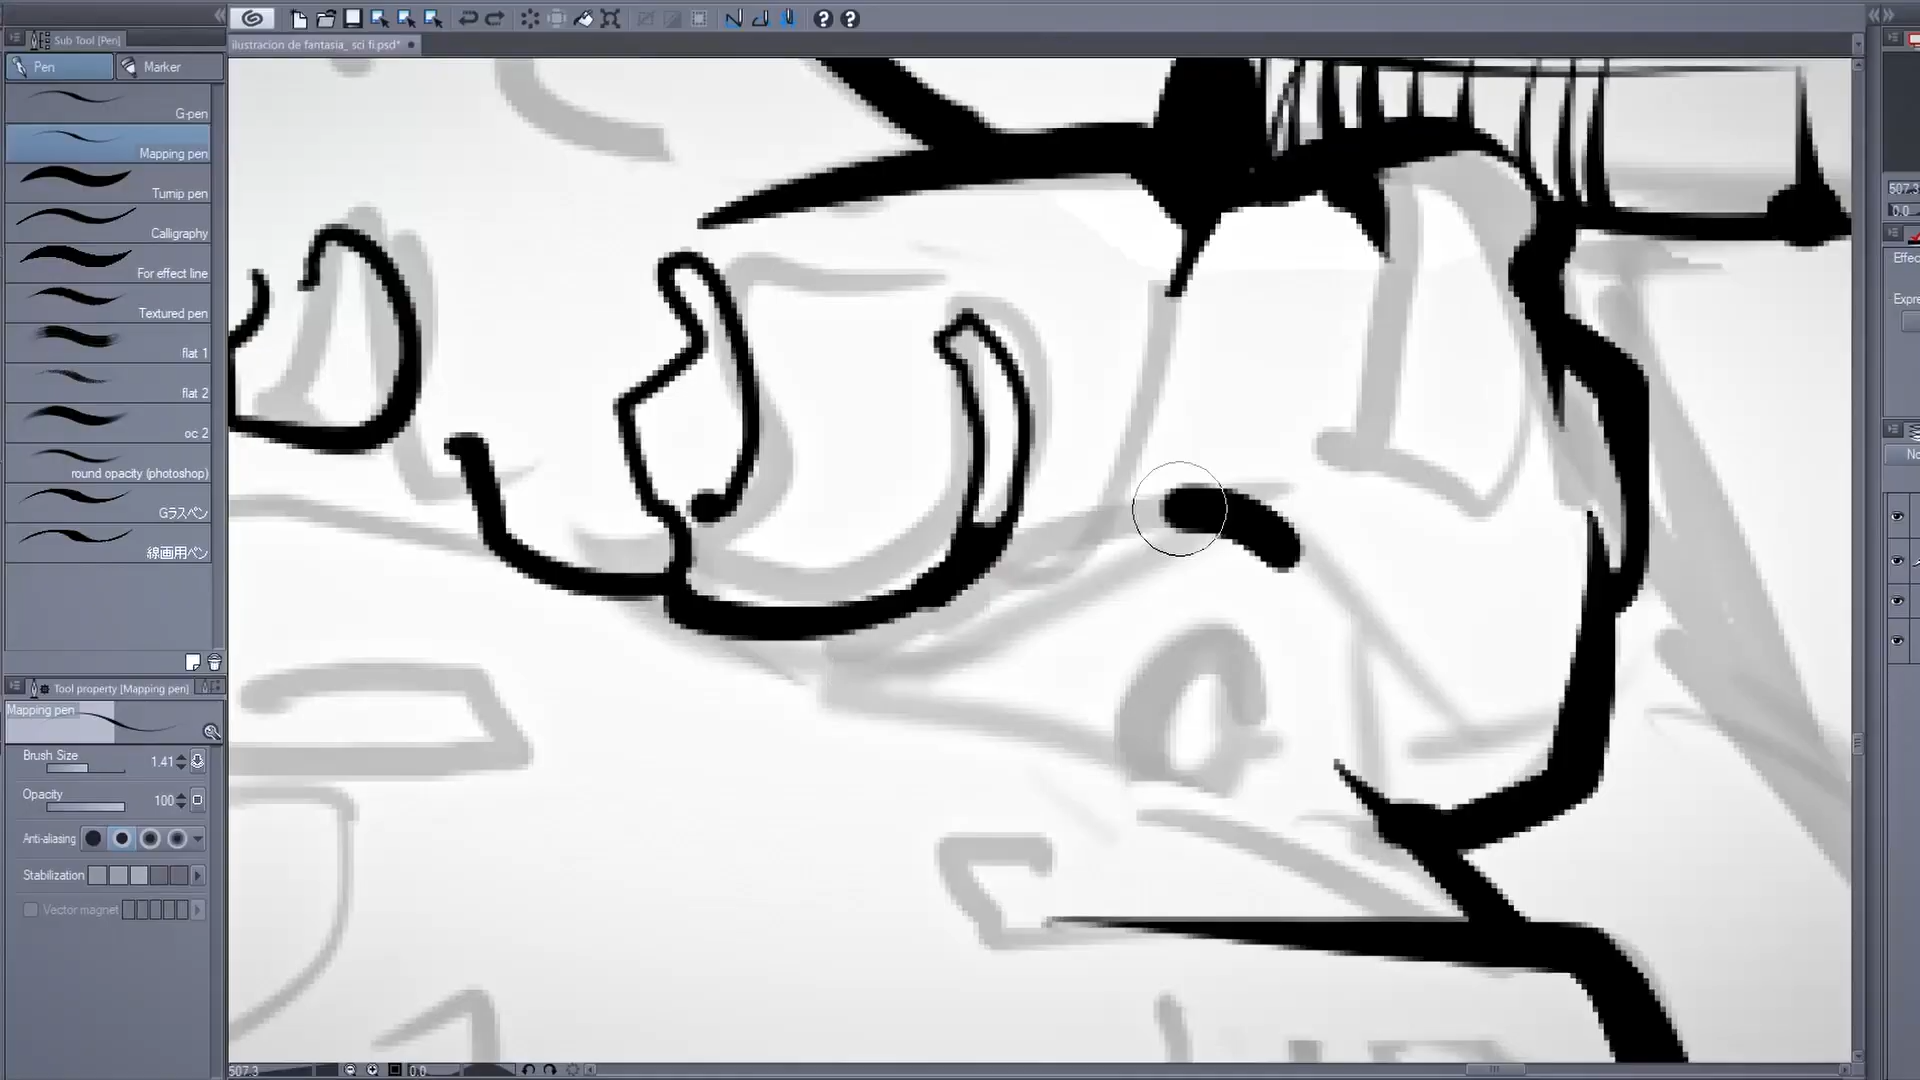 Sub Tool [Pen]
ilustracion de fantasia_ sci fi.psd*
Pen
Marker
G-pen
Mapping pen
Turnip pen
Calligraphy
For effect line
Textured pen
flat 1
flat 2
oc 2
round opacity (photoshop)
Gラスペン
線画用ペン
Tool property [Mapping pen]
Mapping pen
Brush Size
1.41
Opacity
100
Anti-aliasing
Stabilization
Vector magnet
507.3
0.0
507.3
0.0
Effec
Expre
No